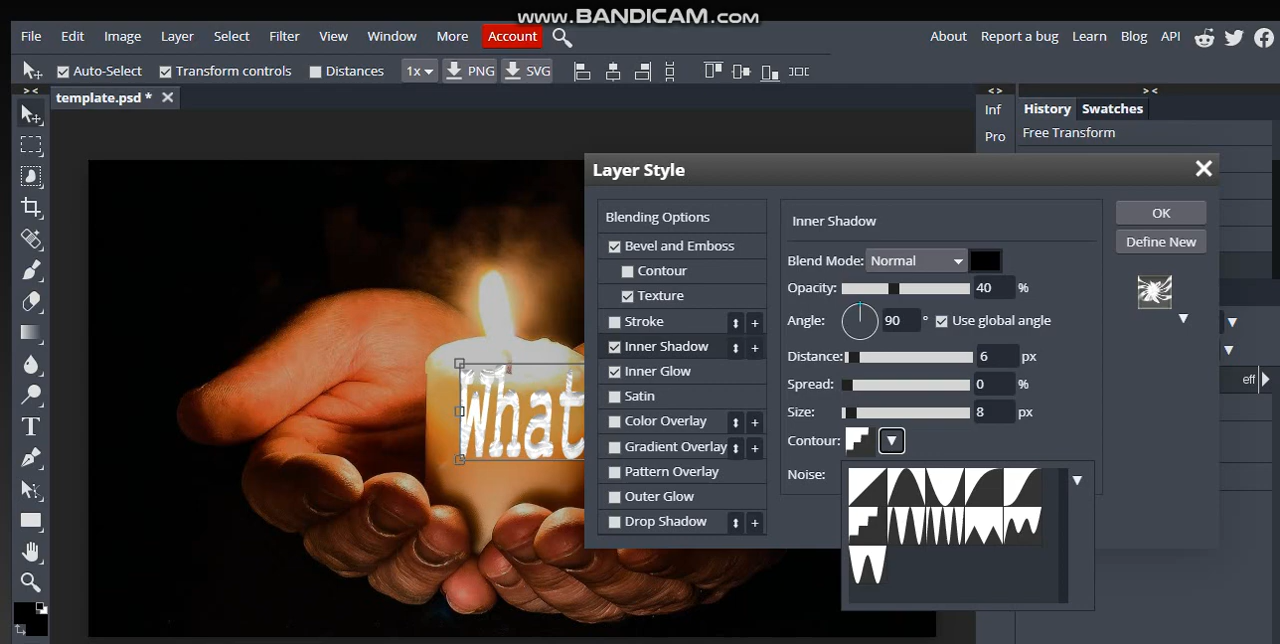 www.BANDICAM.com
File Edit Image Layer Select Filter View Window More Account About Report a bug Learn Blog API
Auto-Select Transform controls Distances 1x PNG SVG
> < template.psd * < > > <
Inf History Swatches
Pro Free Transform
Layer Style
Blending Options
Bevel and Emboss
Contour
Texture
Stroke
Inner Shadow
Inner Glow
Satin
Color Overlay
Gradient Overlay
Pattern Overlay
Outer Glow
Drop Shadow
Inner Shadow
Blend Mode: Normal
Opacity: 40 %
Angle: 90 ° Use global angle
Distance: 6 px
Spread: 0 %
Size: 8 px
Contour:
Noise:
OK
Define New
eff
What
T